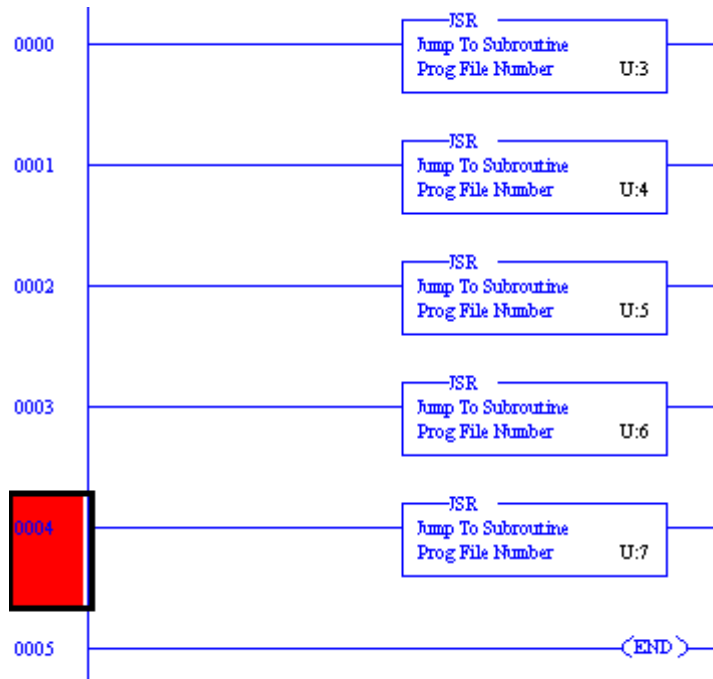 JSR
0000 Jump To Subroutine
Prog File Number U:3
JSR
0001 Jump To Subroutine
Prog File Number U:4
JSR
0002 Jump To Subroutine
Prog File Number U:5
JSR
0003 Jump To Subroutine
Prog File Number U:6
JSR
0004 Jump To Subroutine
Prog File Number U:7
0005 (END)